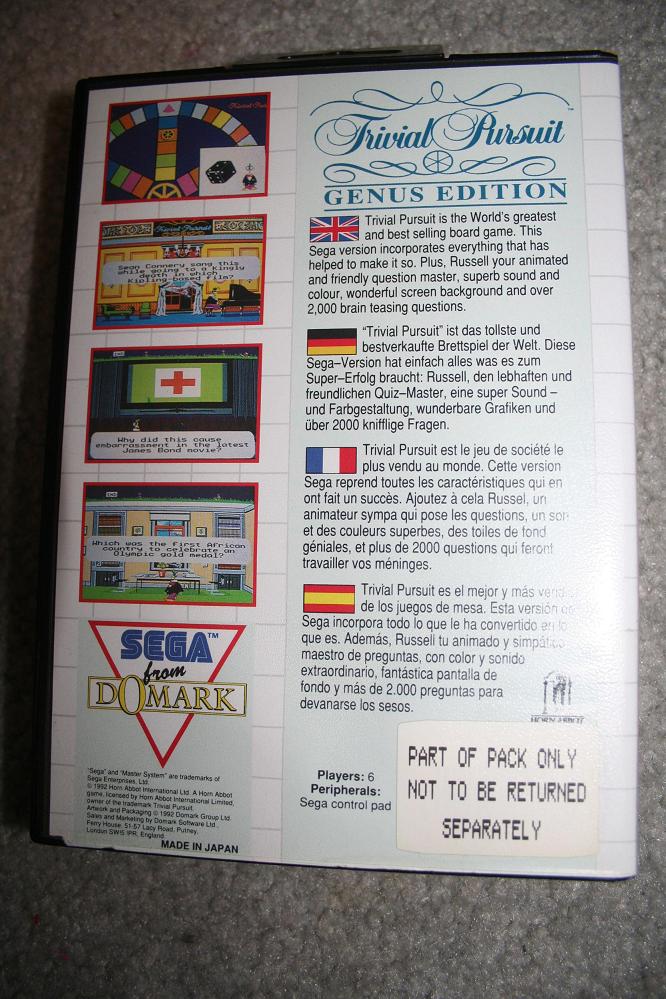 Trivial Pursuit
GENUS EDITION
Trivial Pursuit is the World's greatest
and best selling board game. This
Sega version incorporates everything that has
helped to make it so. Plus, Russell your animated
and friendly question master, superb sound and
colour, wonderful screen background and over
2,000 brain teasing questions.
"Trivial Pursuit" ist das tollste und
bestverkaufte Brettspiel der Welt. Diese
Sega–Version hat einfach alles was es zum
Super–Erfolg braucht: Russell, den lebhaften und
freundlichen Quiz–Master, eine super Sound –
und Farbgestaltung, wunderbare Grafiken und
über 2000 knifflige Fragen.
Trivial Pursuit est le jeu de société le
plus vendu au monde. Cette version
Sega reprend toutes les caractéristiques qui en
ont fait un succès. Ajoutez à cela Russel, un
animateur sympa qui pose les questions, un son
et des couleurs superbes, des toiles de fond
géniales, et plus de 2000 questions qui feront
travailler vos méninges.
Trivial Pursuit es el mejor y más
de los juegos de mesa. Esta versión de
Sega incorpora todo lo que le ha convertido en lo
que es. Además, Russell tu animado y simpático
maestro de preguntas, con color y sonido
extraordinario, fantástica pantalla de
fondo y más de 2.000 preguntas para
devanarse los sesos.
HORN ABBOT
Players: 6
Peripherals:
Sega control pad
PART OF PACK ONLY
NOT TO BE RETURNED
SEPARATELY
Trivial Pursuit
Sean Connery sang this
while going to a kingly
death in which
Kipling-based film?
Why did this cause
embarrassment in the latest
James Bond movie?
Which was the first African
country to celebrate an
Olympic gold medal?
SEGA™
from
DOMARK
"Sega" and "Master System" are trademarks of
Sega Enterprises, Ltd.
© 1992 Horn Abbot International Ltd. A Horn Abbot
game, licensed by Horn Abbot International Limited,
owner of the trademark Trivial Pursuit.
Artwork and Packaging © 1992 Domark Group Ltd.
Sales and Marketing by Domark Software Ltd.,
Ferry House, 51-57 Lacy Road, Putney,
London SW15 1PR, England.
MADE IN JAPAN